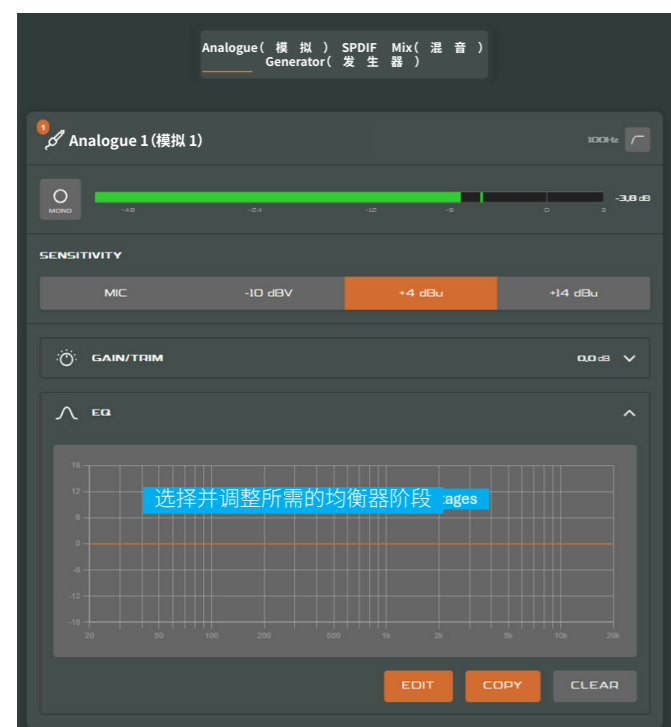 Analogue( 模 拟 ) SPDIF Mix( 混 音 )
Generator( 发 生 器 )
1
Analogue 1(模拟 1)
100Hz
MONO
-48 -24 -12 -6 0 3
-3,8 dB
SENSITIVITY
MIC -10 dBV +4 dBu +14 dBu
GAIN/TRIM 0,0 dB
EQ
18
12
选择并调整所需的均衡器阶段 tages
6
0
-6
-12
-18
20 50 100 200 500 1k 2k 5k 10k 20k
EDIT COPY CLEAR